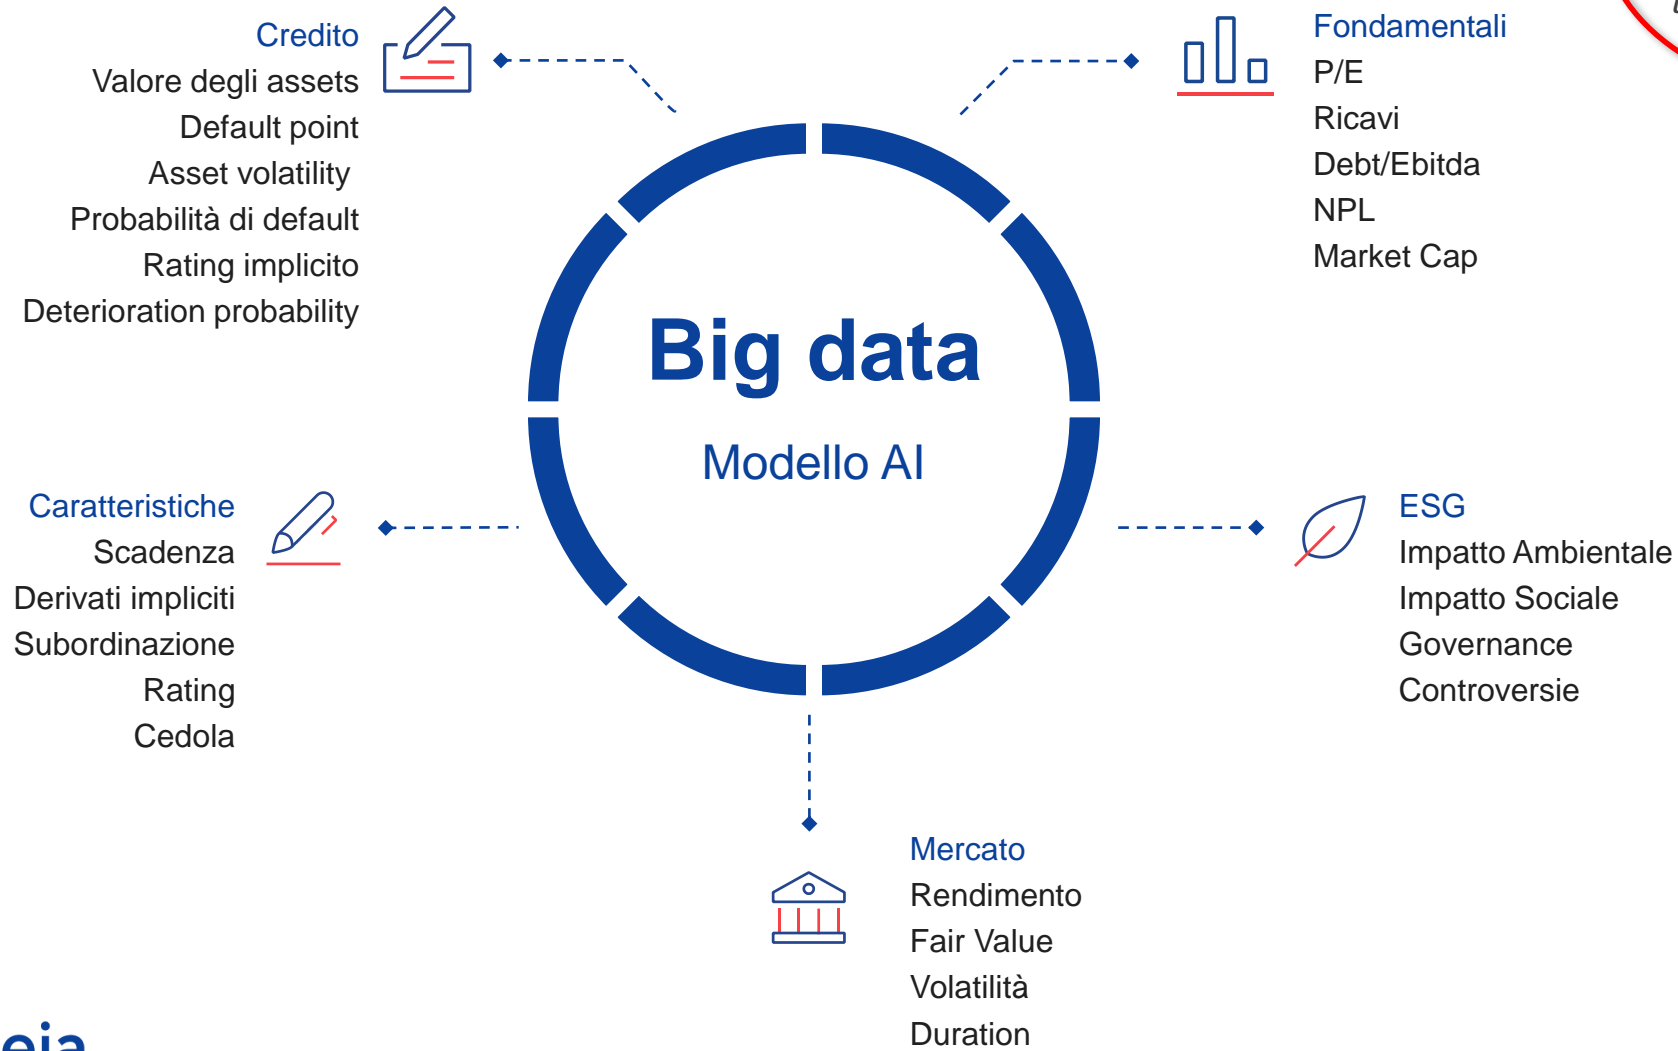 Credito
Valore degli assets
Default point
Asset volatility
Probabilità di default
Rating implicito
Deterioration probability
Fondamentali
P/E
Ricavi
Debt/Ebitda
NPL
Market Cap
Big data
Modello AI
Caratteristiche
Scadenza
Derivati impliciti
Subordinazione
Rating
Cedola
ESG
Impatto Ambientale
Impatto Sociale
Governance
Controversie
Mercato
Rendimento
Fair Value
Volatilità
Duration